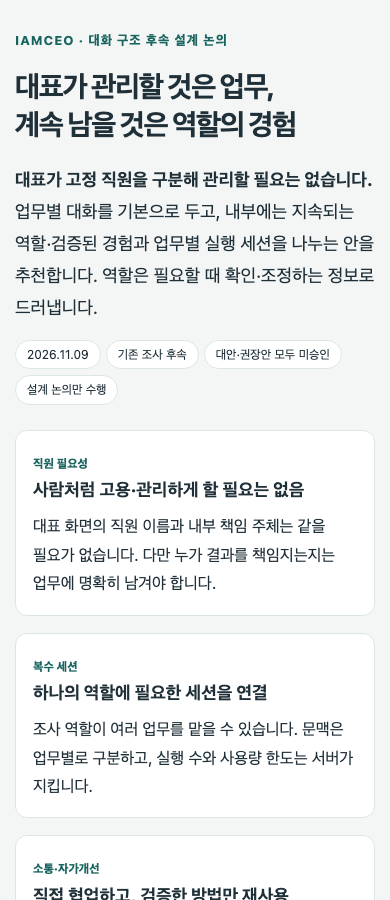 IAMCEO · 대화 구조 후속 설계 논의
대표가 관리할 것은 업무,
계속 남을 것은 역할의 경험
대표가 고정 직원을 구분해 관리할 필요는 없습니다.
업무별 대화를 기본으로 두고, 내부에는 지속되는
역할·검증된 경험과 업무별 실행 세션을 나누는 안을
추천합니다. 역할은 필요할 때 확인·조정하는 정보로
드러냅니다.
2026.11.09
기존 조사 후속
대안·권장안 모두 미승인
설계 논의만 수행
직원 필요성
사람처럼 고용·관리하게 할 필요는 없음
대표 화면의 직원 이름과 내부 책임 주체는 같을
필요가 없습니다. 다만 누가 결과를 책임지는지는
업무에 명확히 남겨야 합니다.
복수 세션
하나의 역할에 필요한 세션을 연결
조사 역할이 여러 업무를 맡을 수 있습니다. 문맥은
업무별로 구분하고, 실행 수와 사용량 한도는 서버가
지킵니다.
소통·자가개선
직접 협업하고, 검증한 방법만 재사용